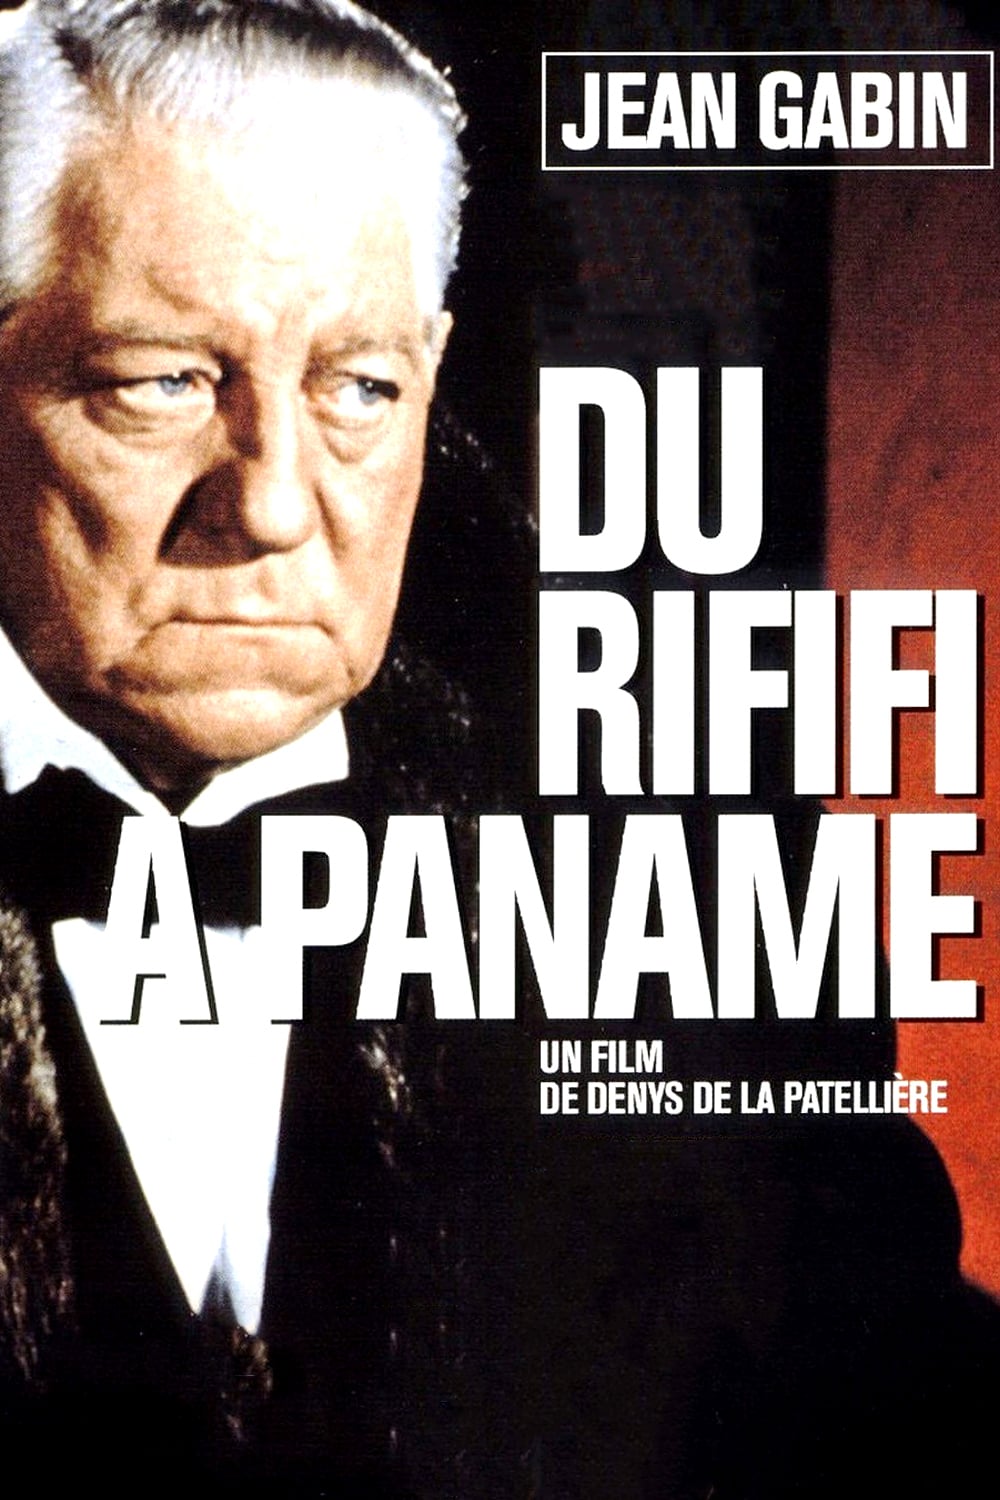 JEAN GABIN
DU
RIFIFI
A PANAME
UN FILM
DE DENYS DE LA PATELLIÈRE